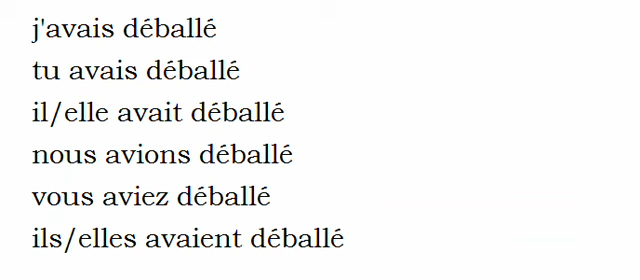 j'avais déballé
tu avais déballé
il/elle avait déballé
nous avions déballé
vous aviez déballé
ils/elles avaient déballé